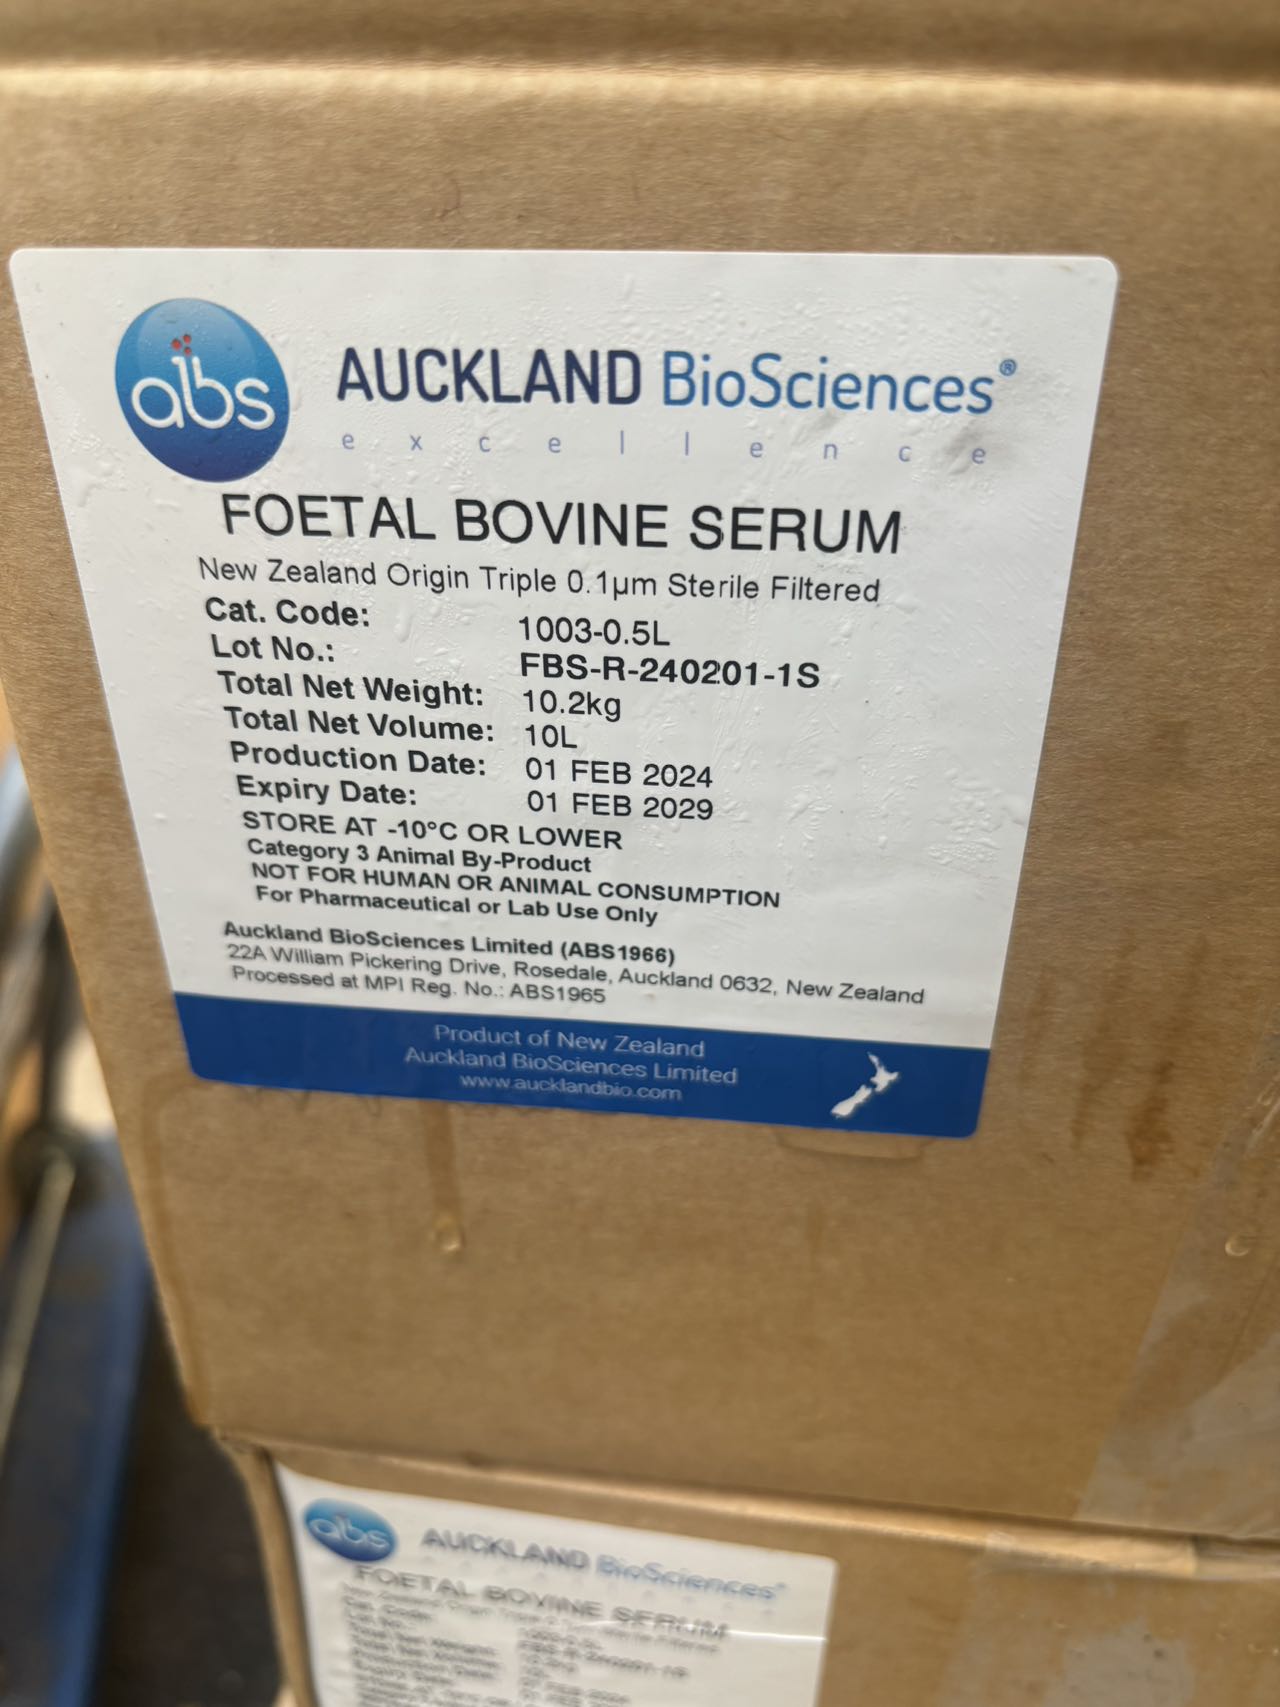 abs
AUCKLAND BioSciences®
excellence
FOETAL BOVINE SERUM
New Zealand Origin Triple 0.1µm Sterile Filtered
Cat. Code: 1003-0.5L
Lot No.: FBS-R-240201-1S
Total Net Weight: 10.2kg
Total Net Volume: 10L
Production Date: 01 FEB 2024
Expiry Date: 01 FEB 2029
STORE AT -10°C OR LOWER
Category 3 Animal By-Product
NOT FOR HUMAN OR ANIMAL CONSUMPTION
For Pharmaceutical or Lab Use Only
Auckland BioSciences Limited (ABS1966)
22A William Pickering Drive, Rosedale, Auckland 0632, New Zealand
Processed at MPI Reg. No.: ABS1965
Product of New Zealand
Auckland BioSciences Limited
www.aucklandbio.com
abs
AUCKLAND BioSciences
FOETAL BOVINE SERUM